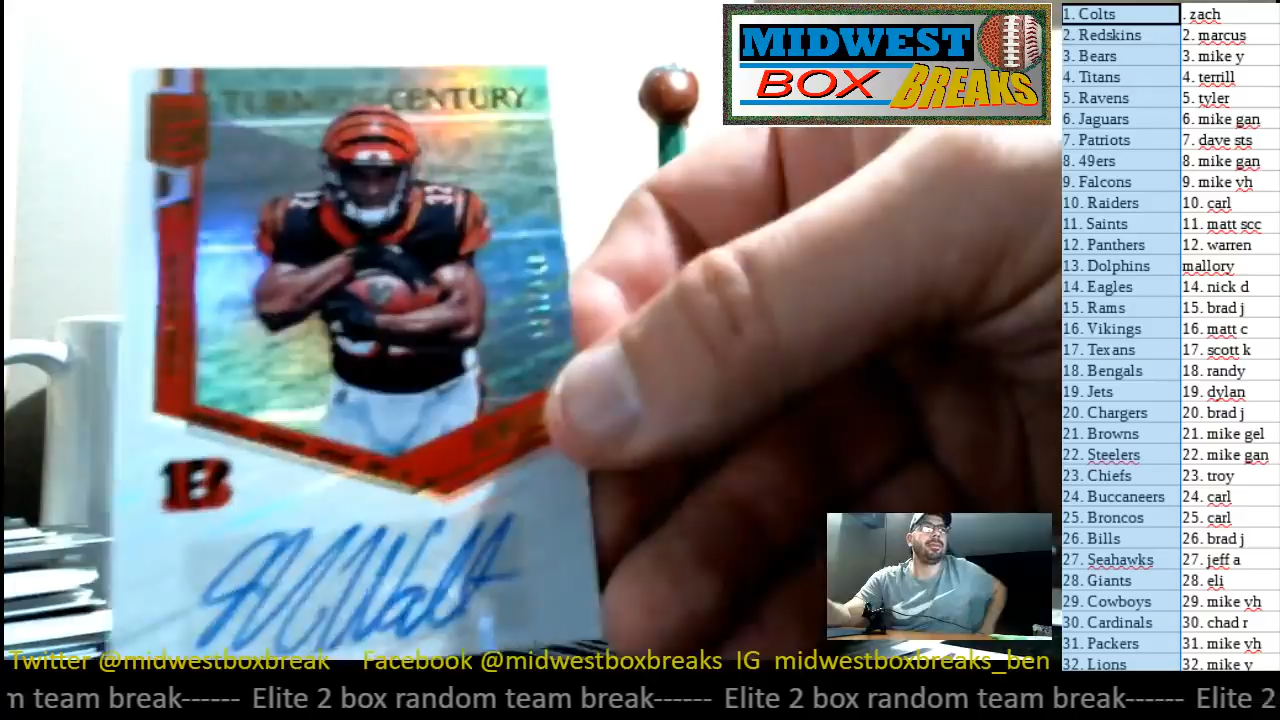 MIDWEST
BOX BREAKS
TURN CENTURY
32
B
1. Colts . zach
2. Redskins 2. marcus
3. Bears 3. mike y
4. Titans 4. terrill
5. Ravens 5. tyler
6. Jaguars 6. mike gan
7. Patriots 7. dave sts
8. 49ers 8. mike gan
9. Falcons 9. mike vh
10. Raiders 10. carl
11. Saints 11. matt scc
12. Panthers 12. warren
13. Dolphins mallory
14. Eagles 14. nick d
15. Rams 15. brad j
16. Vikings 16. matt c
17. Texans 17. scott k
18. Bengals 18. randy
19. Jets 19. dylan
20. Chargers 20. brad j
21. Browns 21. mike gel
22. Steelers 22. mike gan
23. Chiefs 23. troy
24. Buccaneers 24. carl
25. Broncos 25. carl
26. Bills 26. brad j
27. Seahawks 27. jeff a
28. Giants 28. eli
29. Cowboys 29. mike vh
30. Cardinals 30. chad r
31. Packers 31. mike vh
32. Lions 32. mike y
Twitter @midwestboxbreak Facebook @midwestboxbreaks IG midwestboxbreaks_ben
m team break------ Elite 2 box random team break------ Elite 2 box random team break------ Elite 2